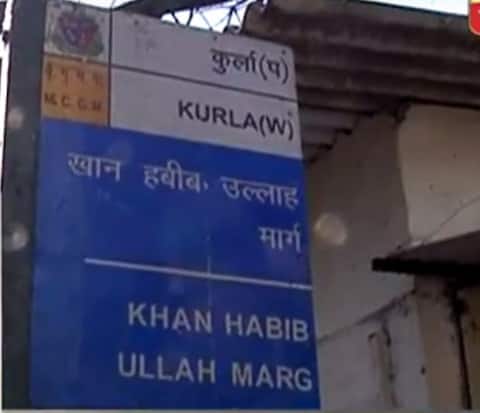 कुर्ला(प)
बृ.मु.म.पा.
M.C.G.M
KURLA(W)
खान हबीब उल्लाह
मार्ग
KHAN HABIB
ULLAH MARG